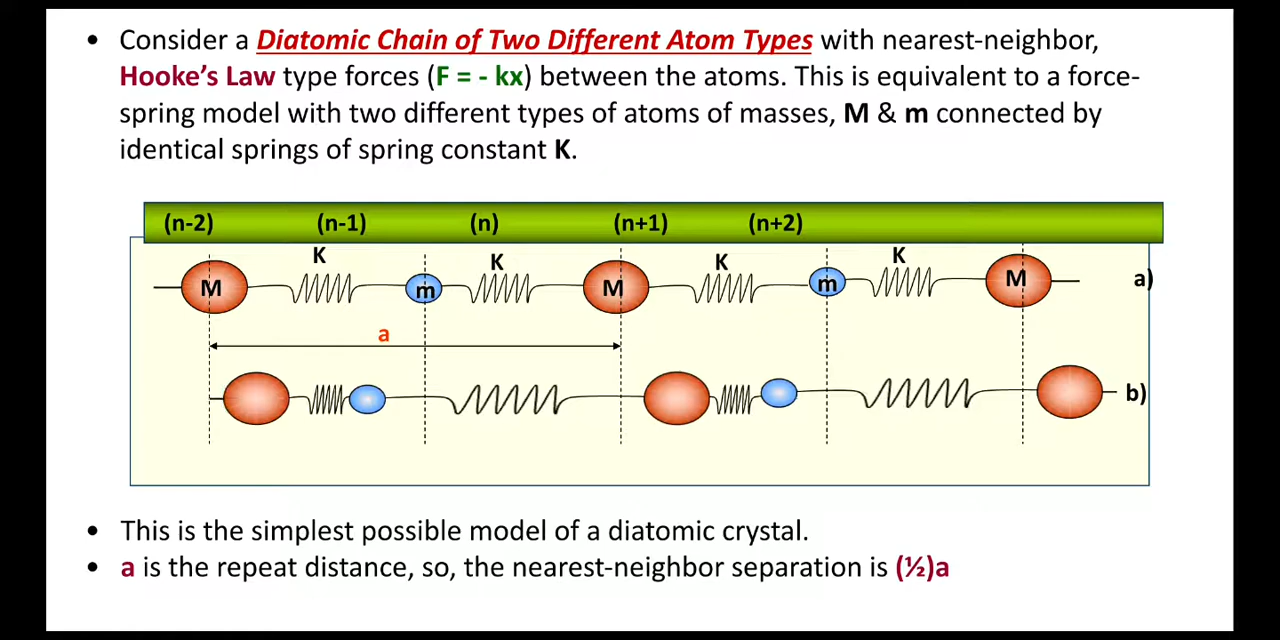 • Consider a Diatomic Chain of Two Different Atom Types with nearest-neighbor,
Hooke's Law type forces (F = - kx) between the atoms. This is equivalent to a force-
spring model with two different types of atoms of masses, M & m connected by
identical springs of spring constant K.
(n-2) (n-1) (n) (n+1) (n+2)
K K K K
M m M m M a)
a
b)
• This is the simplest possible model of a diatomic crystal.
• a is the repeat distance, so, the nearest-neighbor separation is (½)a